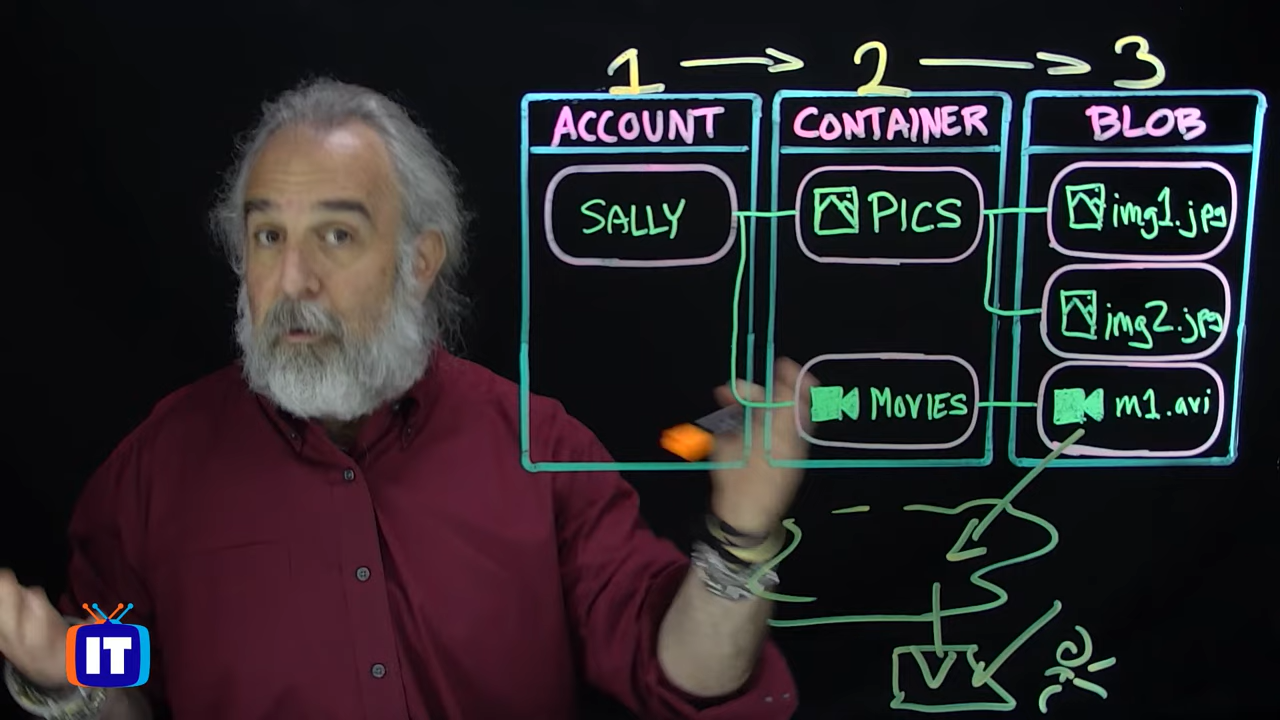 1 → 2 → 3
ACCOUNT
CONTAINER
BLOB
SALLY
PICS
img1.jpg
img2.jpg
MOVIES
m1.avi
V
IT